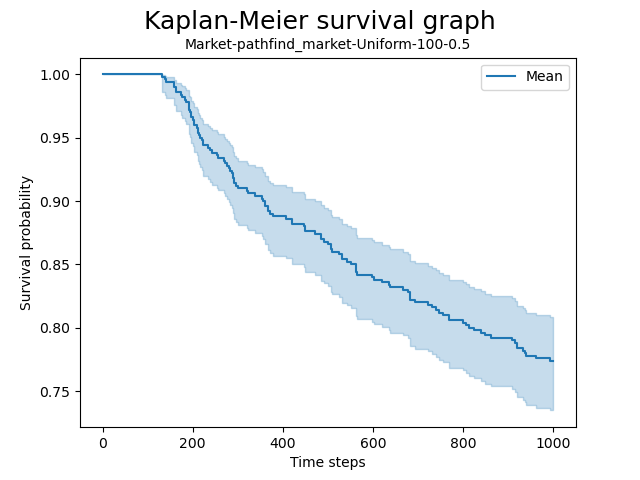 Kaplan-Meier survival graph
Market-pathfind_market-Uniform-100-0.5
Mean
1.00
0.95
0.90
0.85
0.80
0.75
Survival probability
0 200 400 600 800 1000
Time steps